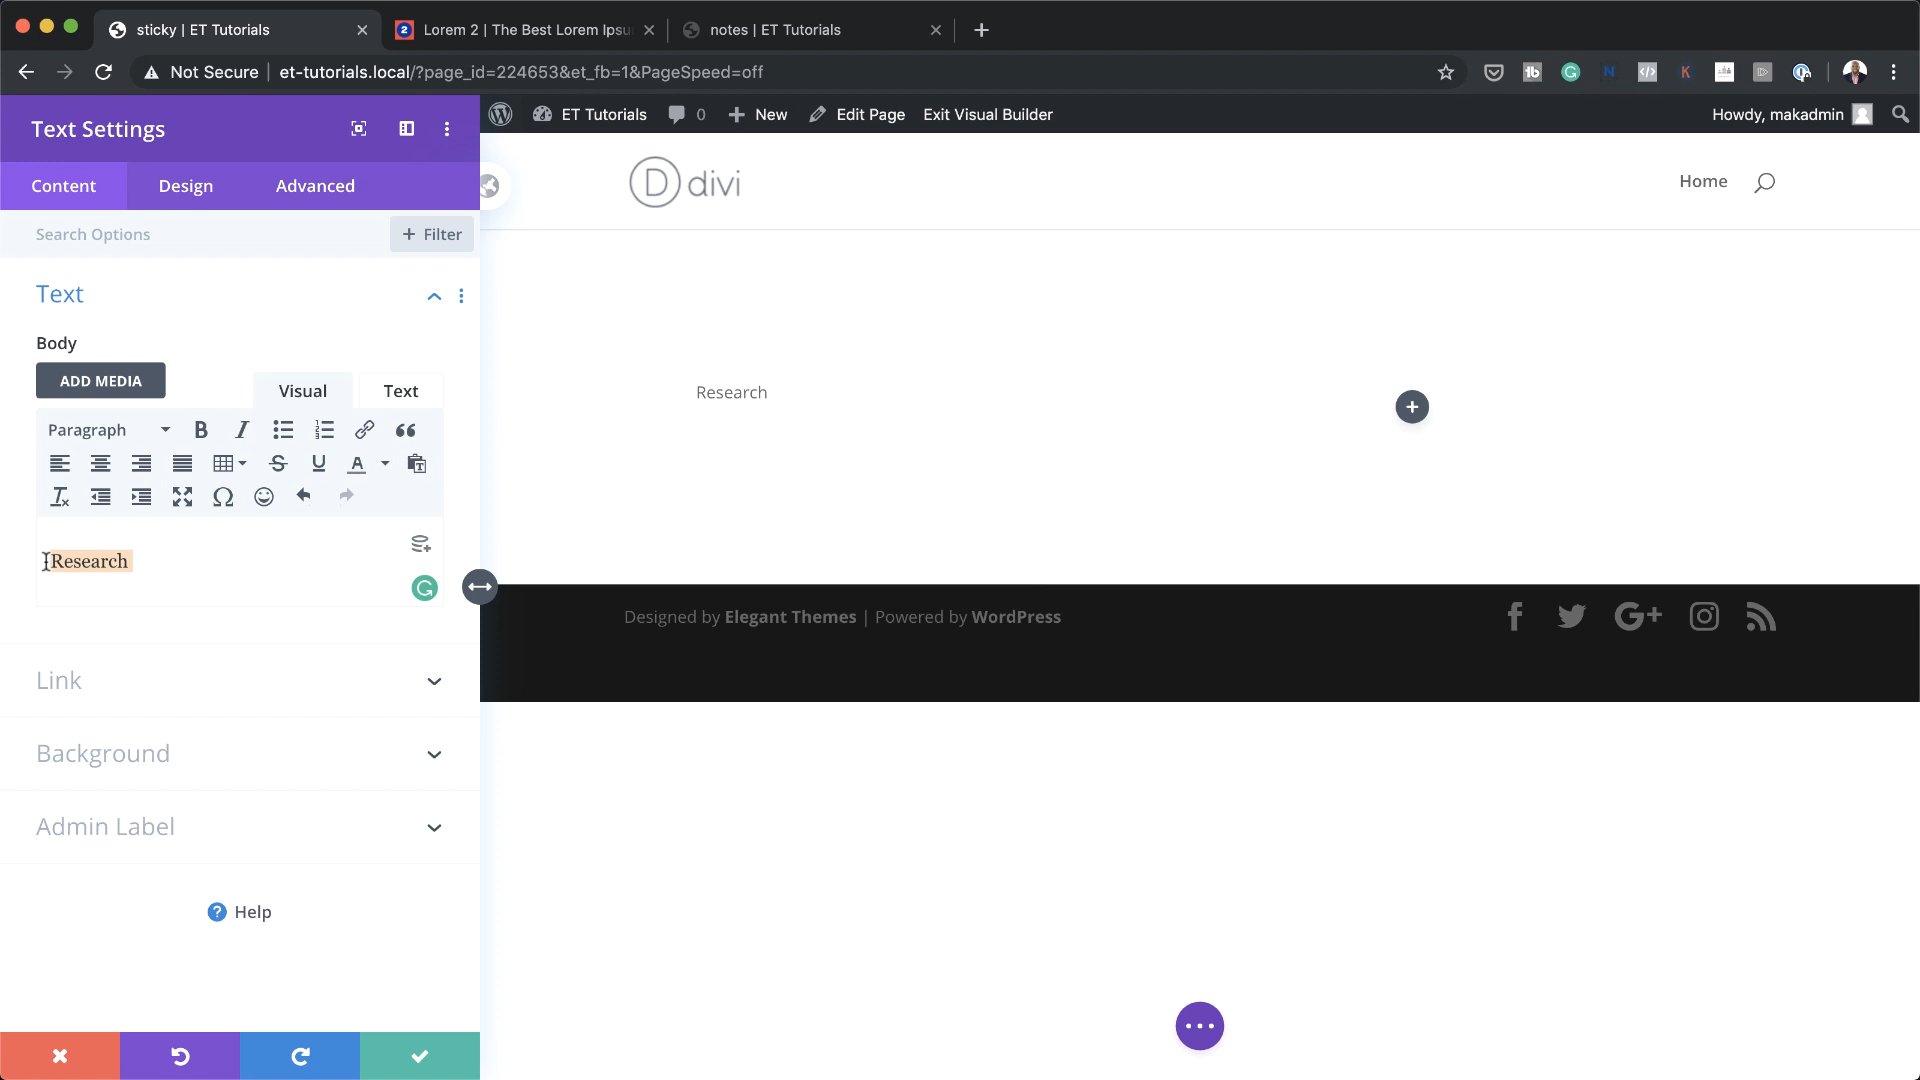 sticky | ET Tutorials
Lorem 2 | The Best Lorem Ipsu
notes | ET Tutorials
Not Secure | et-tutorials.local/?page_id=224653&et_fb=1&PageSpeed=off
Text Settings
ET Tutorials 0 New Edit Page Exit Visual Builder
Howdy, makadmin
Content Design Advanced
divi
Home
Search Options
+ Filter
Text
Body
ADD MEDIA
Visual Text
Paragraph
Research
Research
Designed by Elegant Themes | Powered by WordPress
Link
Background
Admin Label
Help